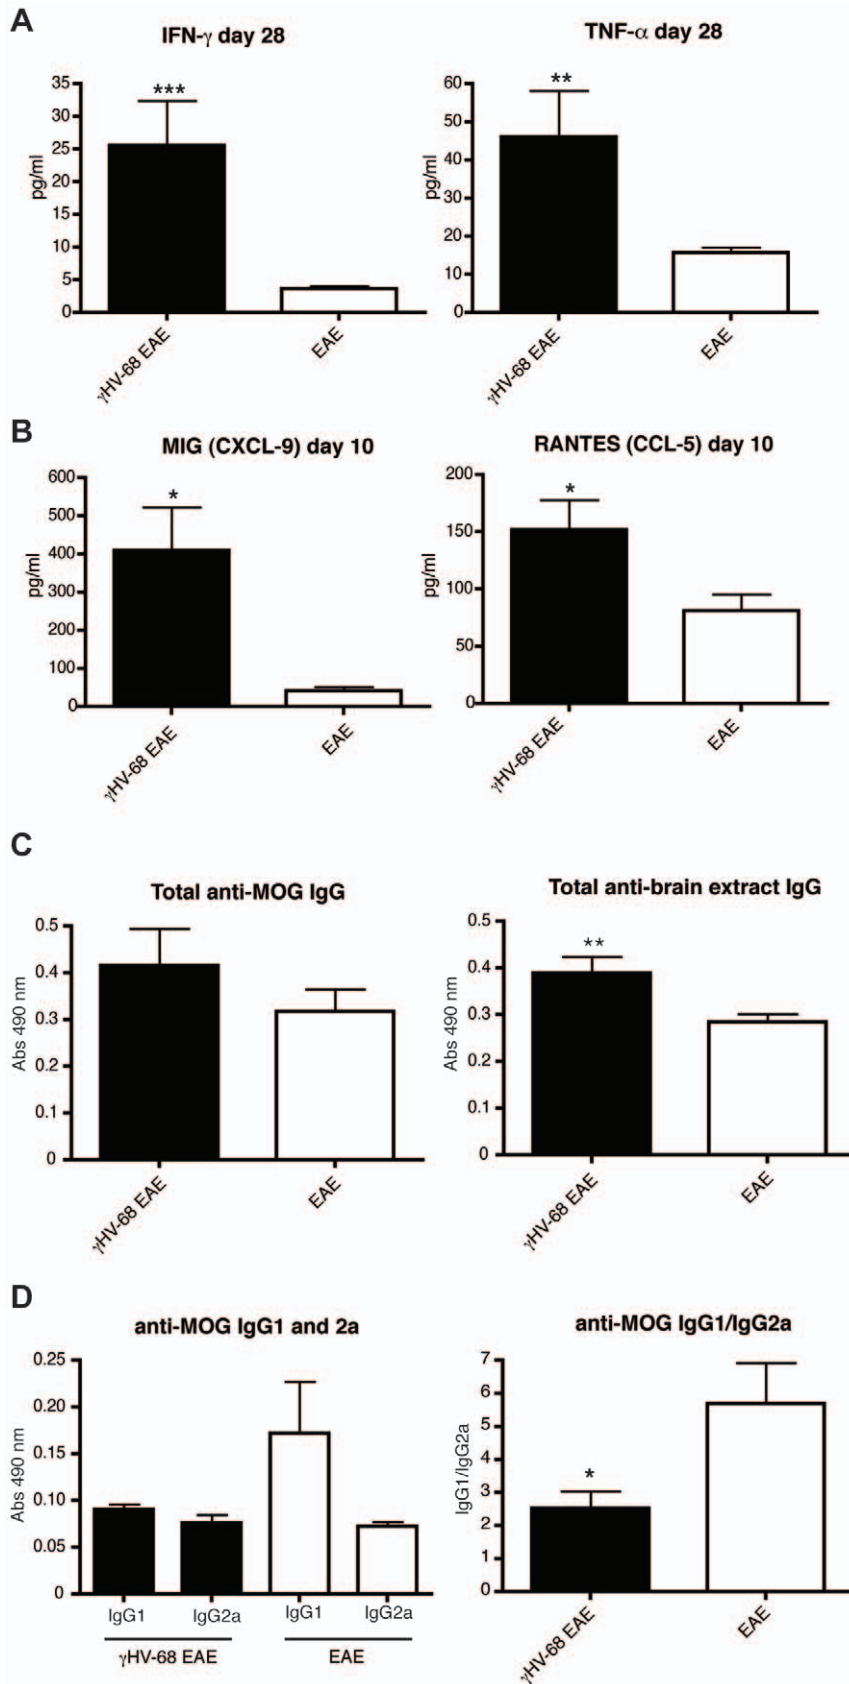 A
IFN-γ day 28
TNF-α day 28
***
**
35
30
25
20
15
10
5
0
pg/ml
60
50
40
30
20
10
0
pg/ml
γHV-68 EAE
EAE
γHV-68 EAE
EAE
B
MIG (CXCL-9) day 10
RANTES (CCL-5) day 10
*
*
600
500
400
300
200
100
0
pg/ml
200
150
100
50
0
pg/ml
γHV-68 EAE
EAE
γHV-68 EAE
EAE
C
Total anti-MOG IgG
Total anti-brain extract IgG
**
0.5
0.4
0.3
0.2
0.1
0
Abs 490 nm
0.5
0.4
0.3
0.2
0.1
0
Abs 490 nm
γHV-68 EAE
EAE
γHV-68 EAE
EAE
D
anti-MOG IgG1 and 2a
anti-MOG IgG1/IgG2a
0.25
0.20
0.15
0.10
0.05
0
Abs 490 nm
IgG1 IgG2a IgG1 IgG2a
γHV-68 EAE EAE
7
6
5
4
3
2
1
0
IgG1/IgG2a
*
γHV-68 EAE
EAE